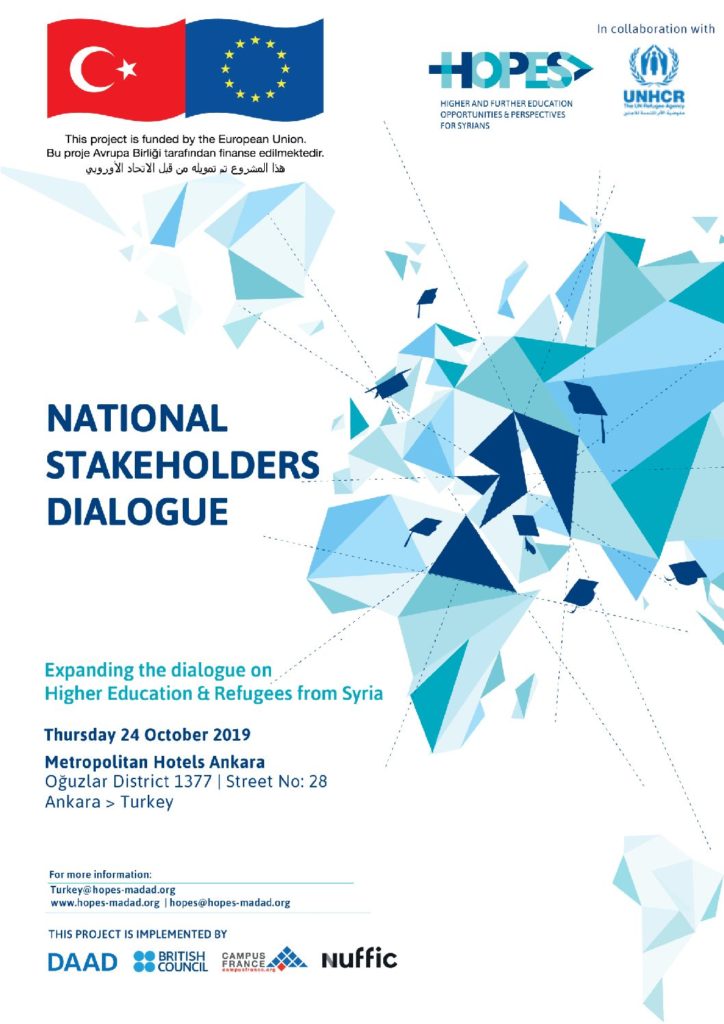 In collaboration with
HOPES
UNHCR
The UN Refugee Agency
HIGHER AND FURTHER EDUCATION
OPPORTUNITIES & PERSPECTIVES
FOR SYRIANS
This project is funded by the European Union.
Bu proje Avrupa Birliği tarafından finanse edilmektedir.
هذا المشروع تم تمويله من قبل الاتحاد الأوروبي
NATIONAL
STAKEHOLDERS
DIALOGUE
Expanding the dialogue on
Higher Education & Refugees from Syria
Thursday 24 October 2019
Metropolitan Hotels Ankara
Oğuzlar District 1377 | Street No: 28
Ankara > Turkey
For more information:
Turkey@hopes-madad.org
www.hopes-madad.org | hopes@hopes-madad.org
THIS PROJECT IS IMPLEMENTED BY
DAAD
BRITISH
COUNCIL
CAMPUS
FRANCE
campusfrance.org
nuffic